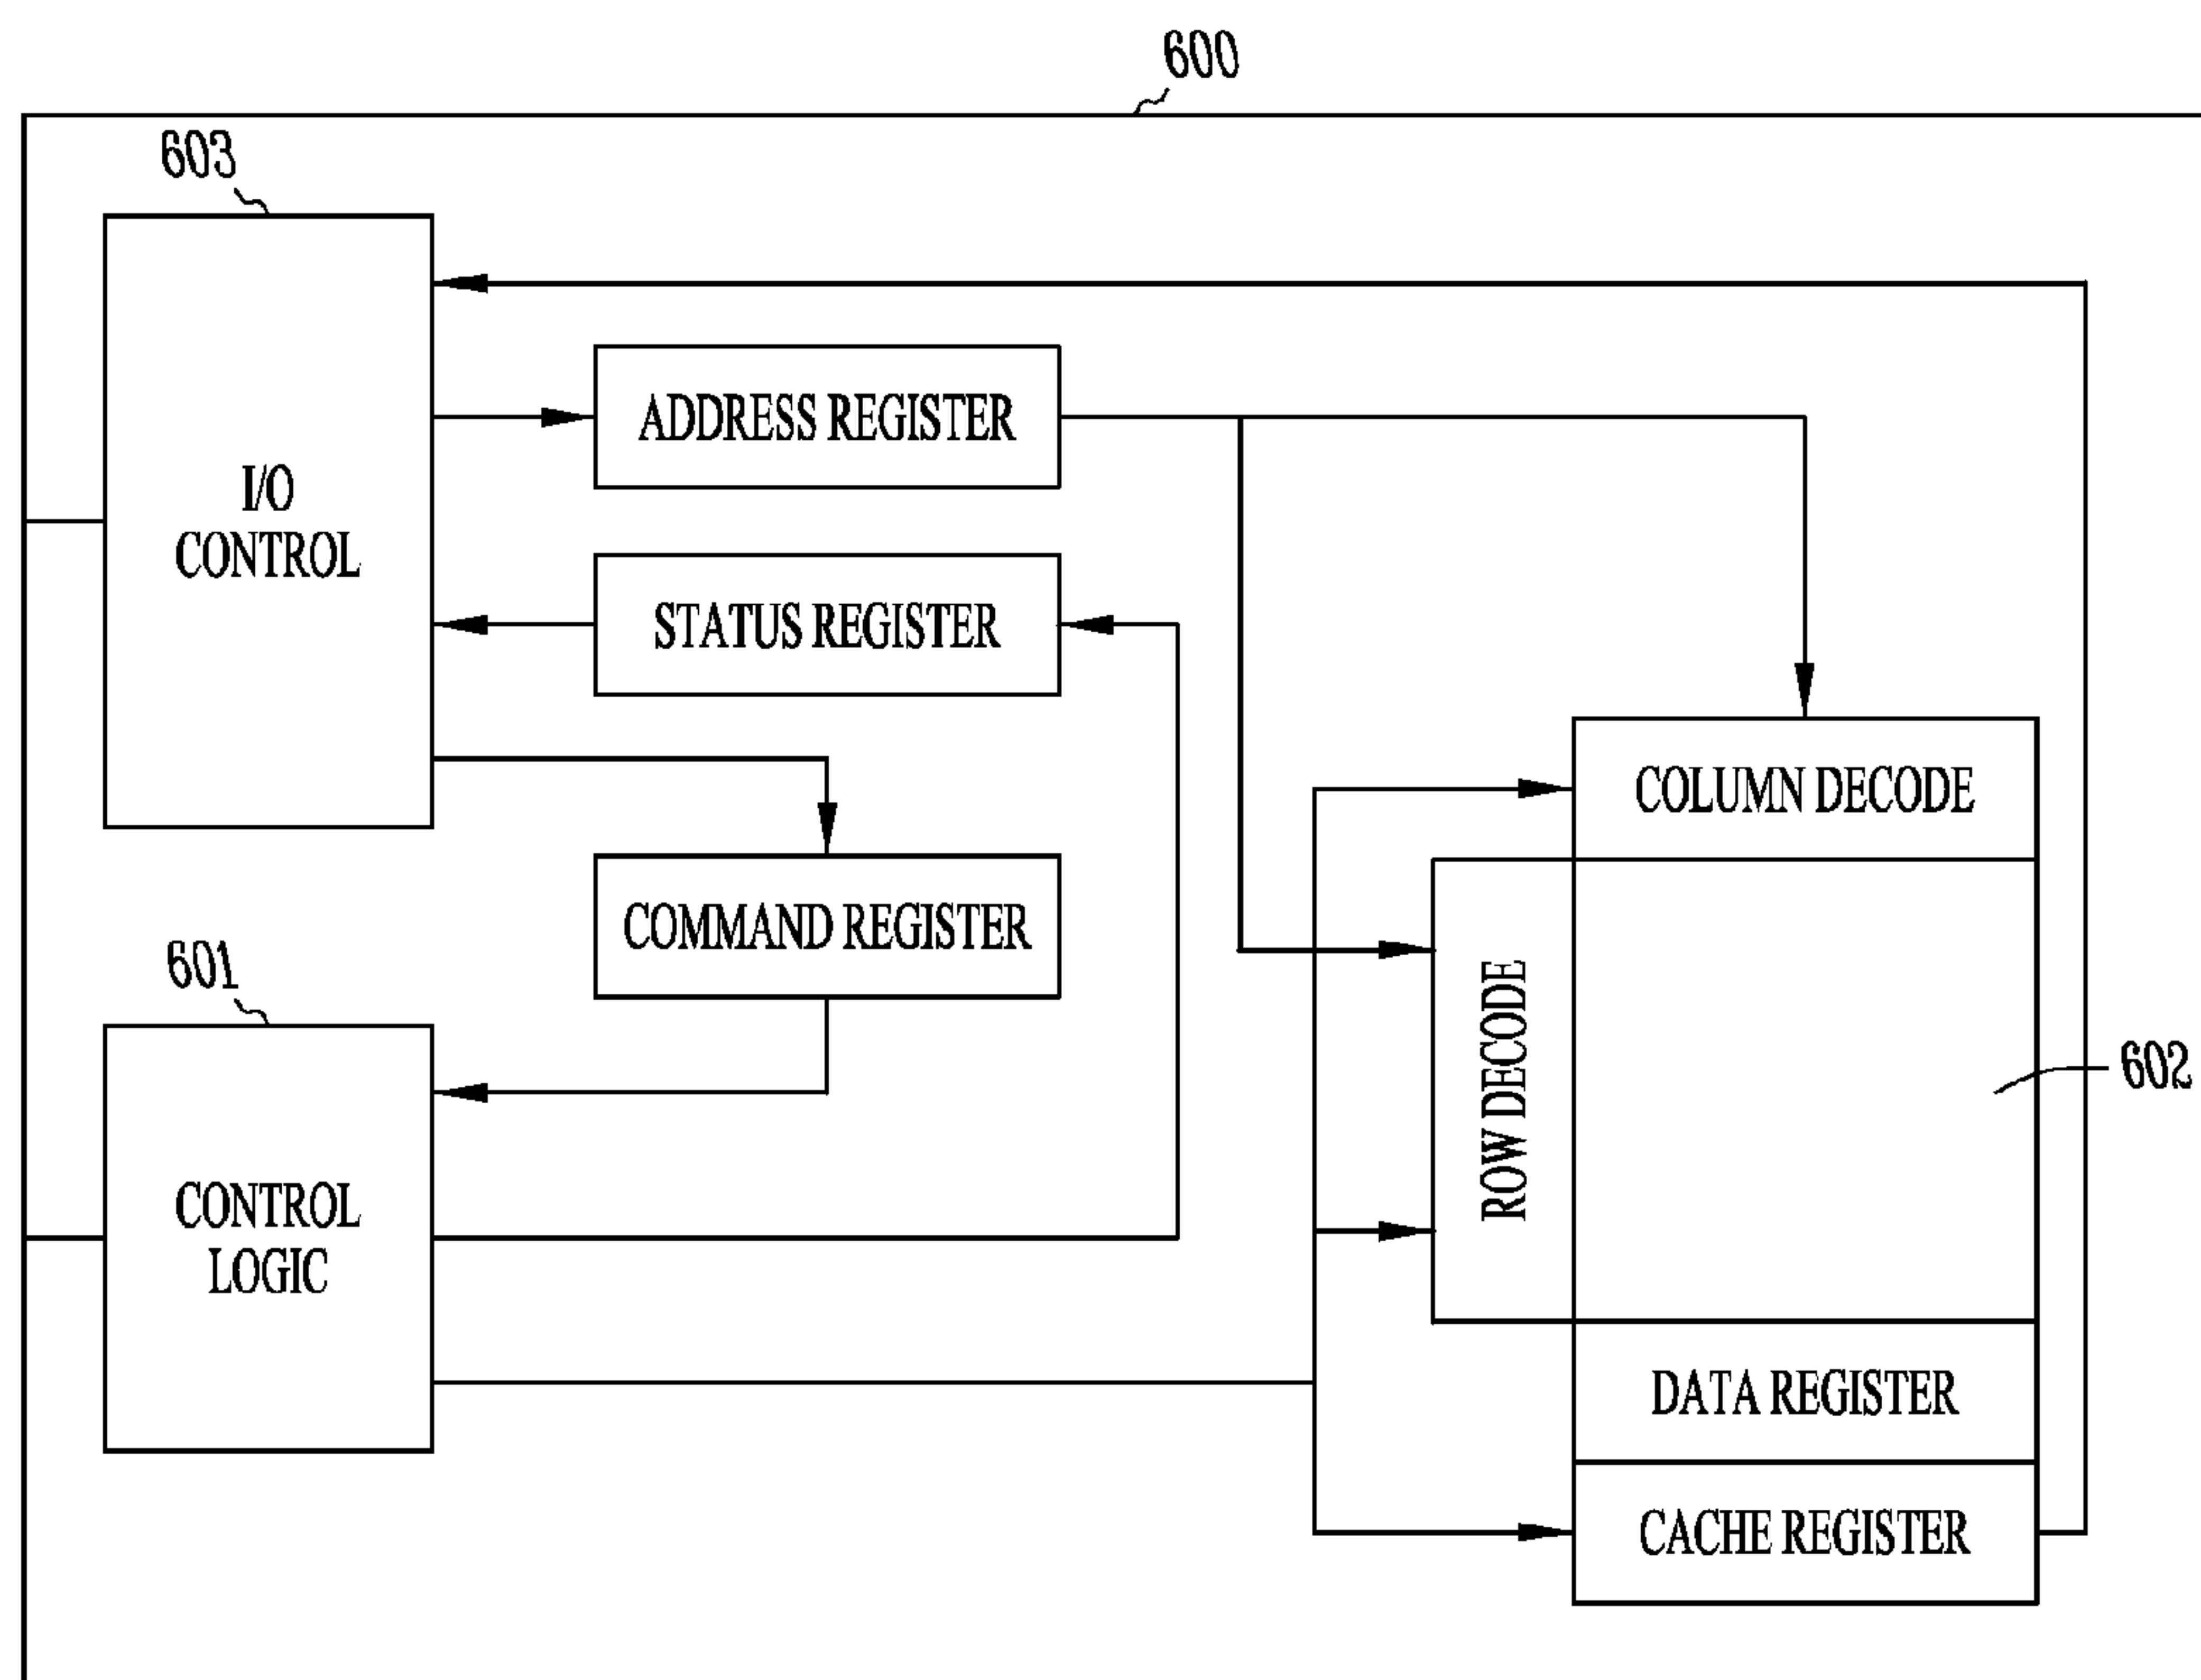 600
603
I/O
CONTROL
ADDRESS REGISTER
STATUS REGISTER
COLUMN DECODE
COMMAND REGISTER
601
ROW DECODE
602
CONTROL
LOGIC
DATA REGISTER
CACHE REGISTER